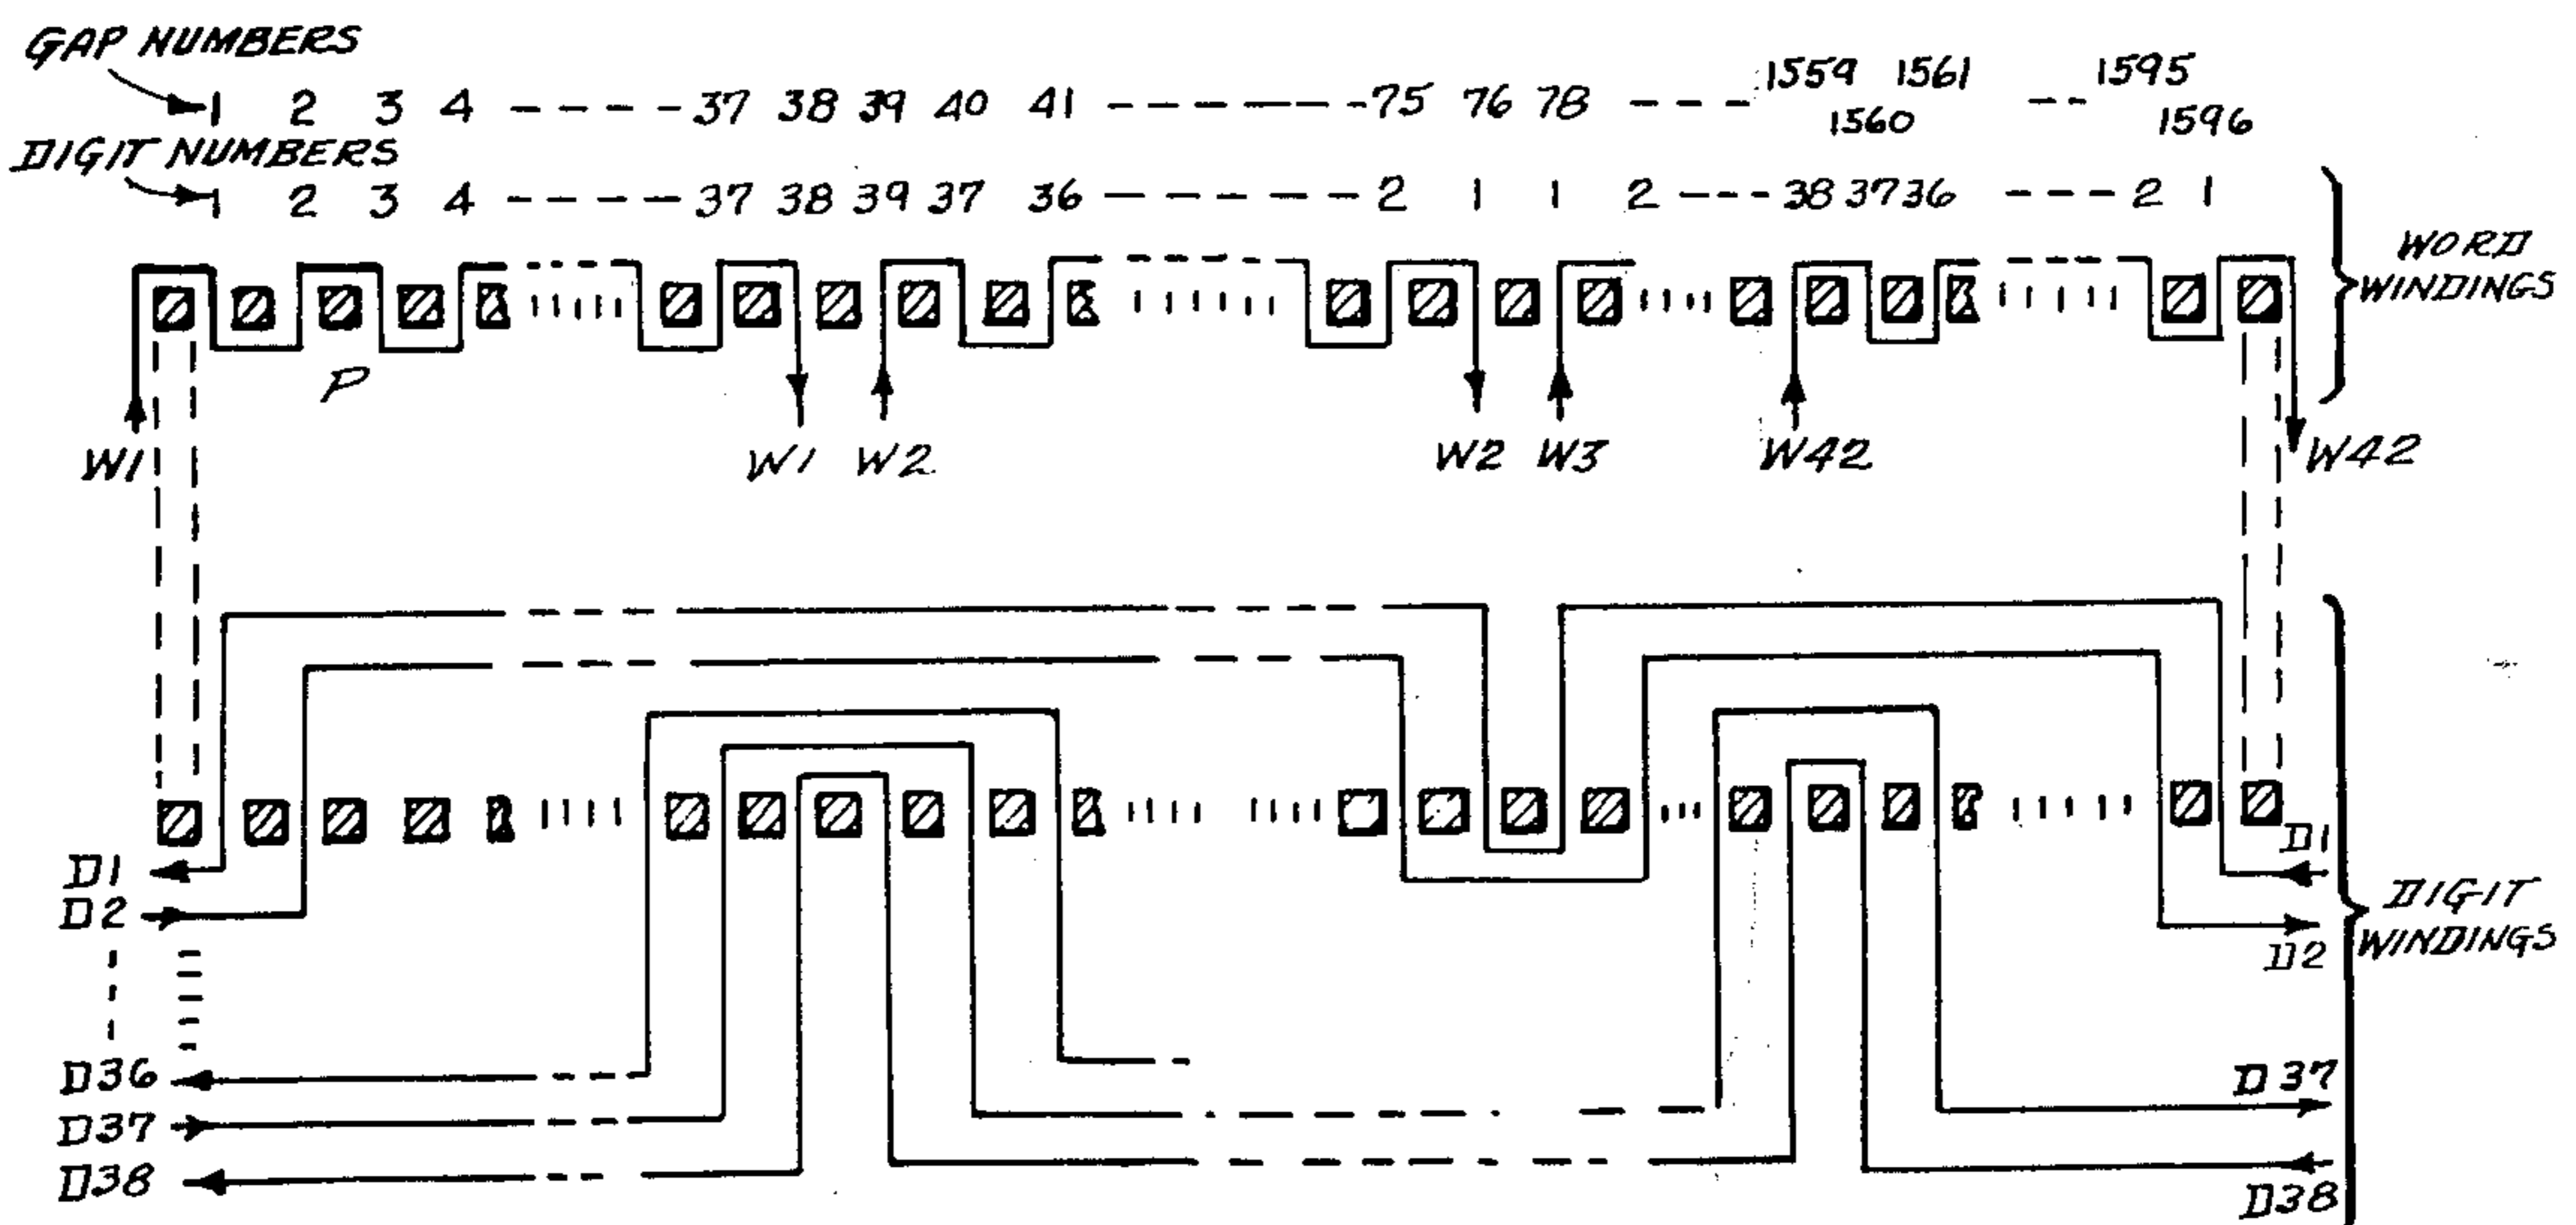 GAP NUMBERS
1 2 3 4 ---- 37 38 39 40 41 ------- 75 76 78 --- 1559 1560 1561 -- 1595 1596
DIGIT NUMBERS
1 2 3 4 ----- 37 38 39 37 36 ------ 2 1 1 2 --- 38 37 36 --- 2 1
WORD
WINDINGS
P
W1 W1 W2 W2 W3 W42 W42
D1 D1
D2 D2
DIGIT
WINDINGS
D36
D37 D37
D38 D38